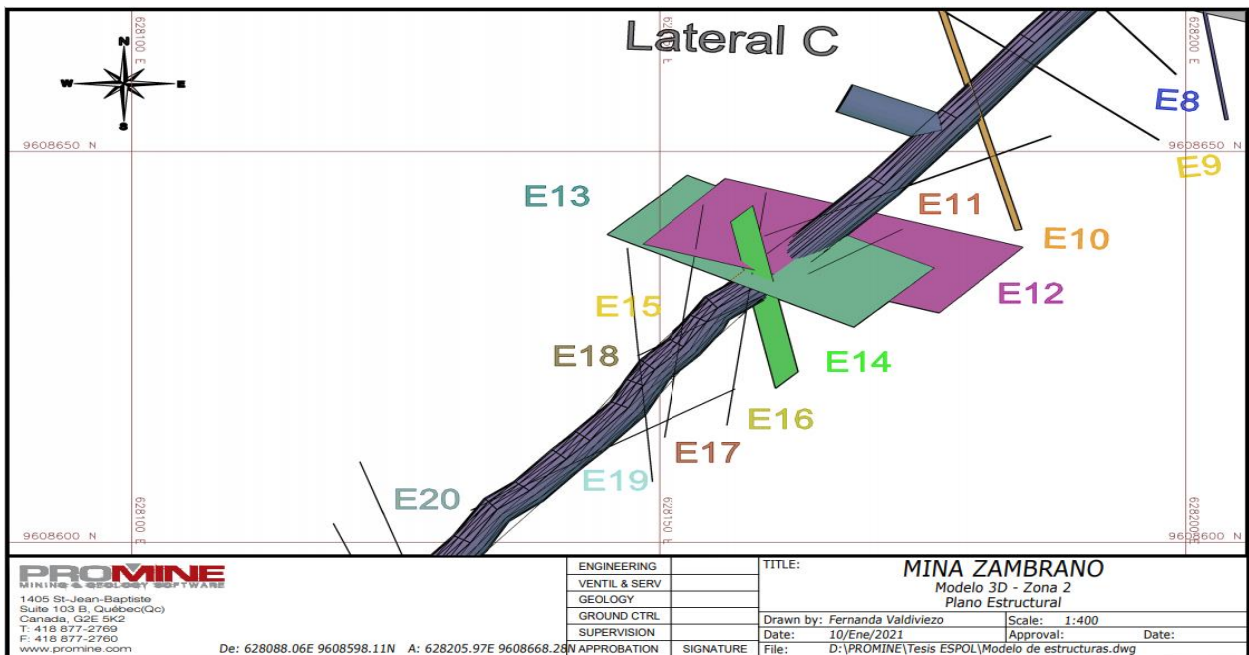 628100 E
628150 E
628200 E
Lateral C
N
W E
S
E8
9608650 N
9608650 N
E9
E13
E11
E10
E12
E15
E18
E14
E16
E17
E19
E20
628100 E
628150 E
628200 E
9608600 N
9608600 N
PROMINE
MINING & GEOLOGY SOFTWARE
1405 St-Jean-Baptiste
Suite 103 B, Québec(Qc)
Canada, G2E 5K2
T: 418 877-2769
F: 418 877-2760
www.promine.com
De: 628088.06E 9608598.11N A: 628205.97E 9608668.28N
ENGINEERING
VENTIL & SERV
GEOLOGY
GROUND CTRL
SUPERVISION
APPROBATION SIGNATURE
TITLE:
MINA ZAMBRANO
Modelo 3D - Zona 2
Plano Estructural
Drawn by: Fernanda Valdiviezo Scale: 1:400
Date: 10/Ene/2021 Approval: Date:
File: D:\PROMINE\Tesis ESPOL\Modelo de estructuras.dwg